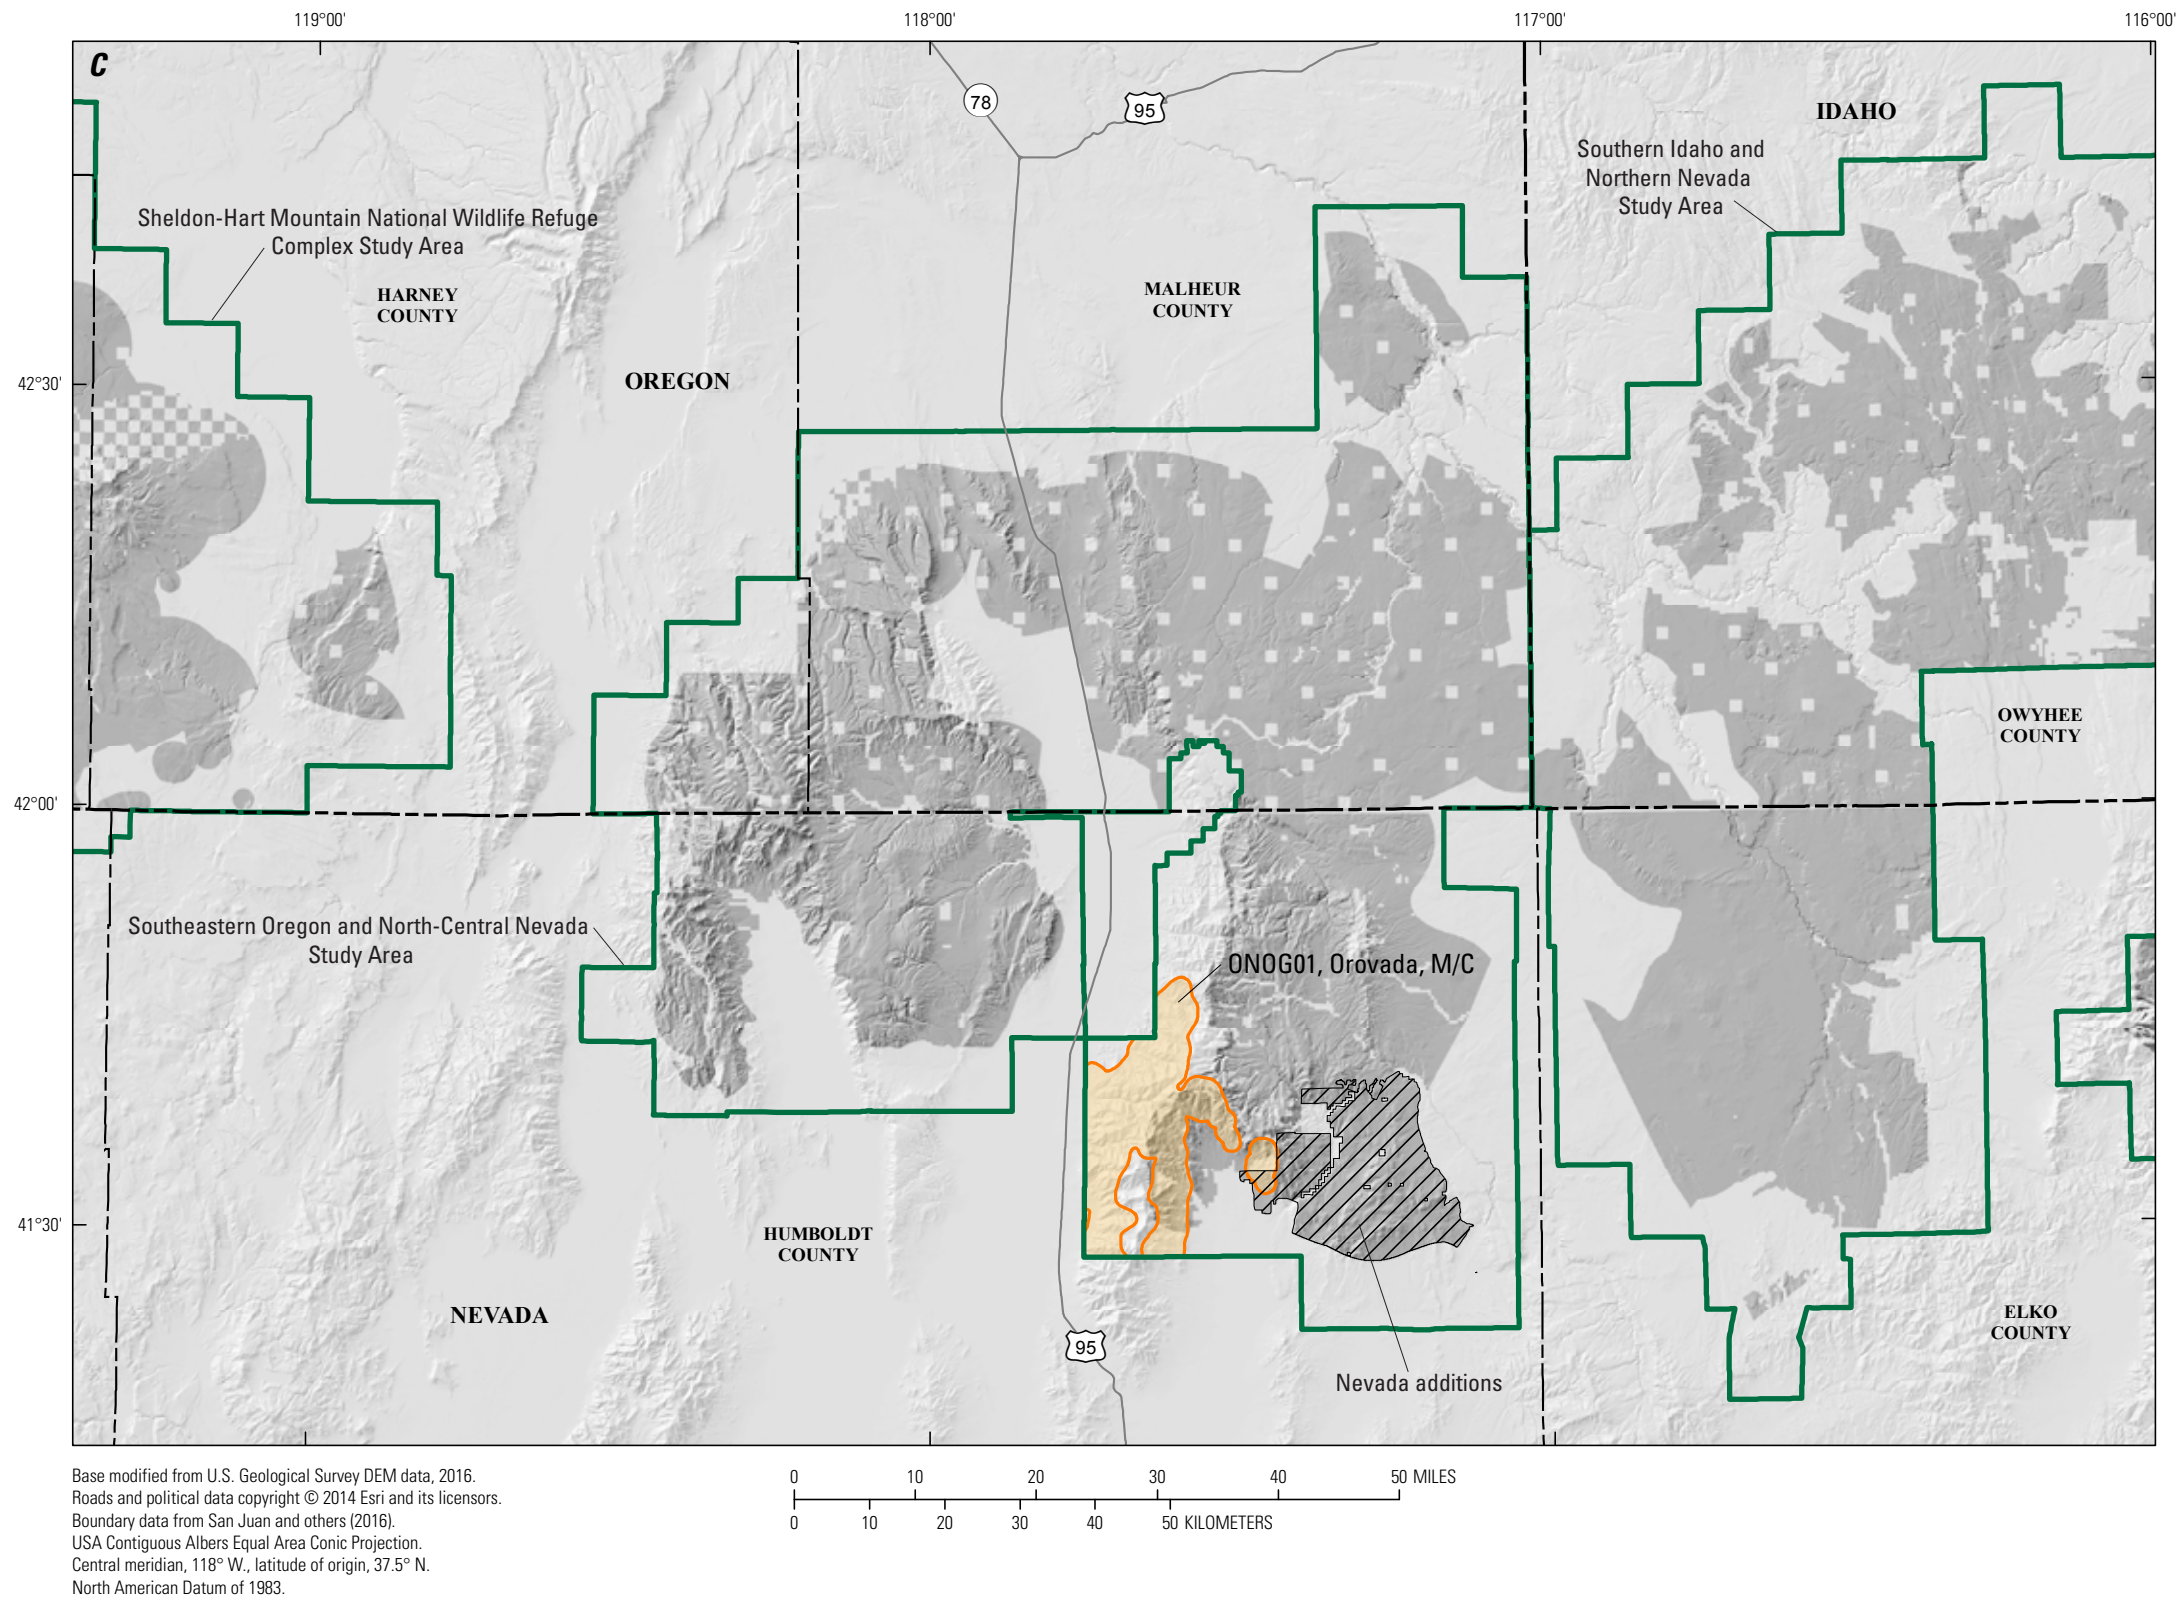 119°00'
118°00'
117°00'
116°00'
C
78
95
IDAHO
Southern Idaho and
Northern Nevada
Study Area
Sheldon-Hart Mountain National Wildlife Refuge
Complex Study Area
HARNEY
COUNTY
MALHEUR
COUNTY
42°30'
OREGON
OWYHEE
COUNTY
42°00'
Southeastern Oregon and North-Central Nevada
Study Area
ONOG01, Orovada, M/C
41°30'
HUMBOLDT
COUNTY
NEVADA
ELKO
COUNTY
95
Nevada additions
Base modified from U.S. Geological Survey DEM data, 2016.
Roads and political data copyright © 2014 Esri and its licensors.
Boundary data from San Juan and others (2016).
USA Contiguous Albers Equal Area Conic Projection.
Central meridian, 118° W., latitude of origin, 37.5° N.
North American Datum of 1983.
0 10 20 30 40 50 MILES
0 10 20 30 40 50 KILOMETERS